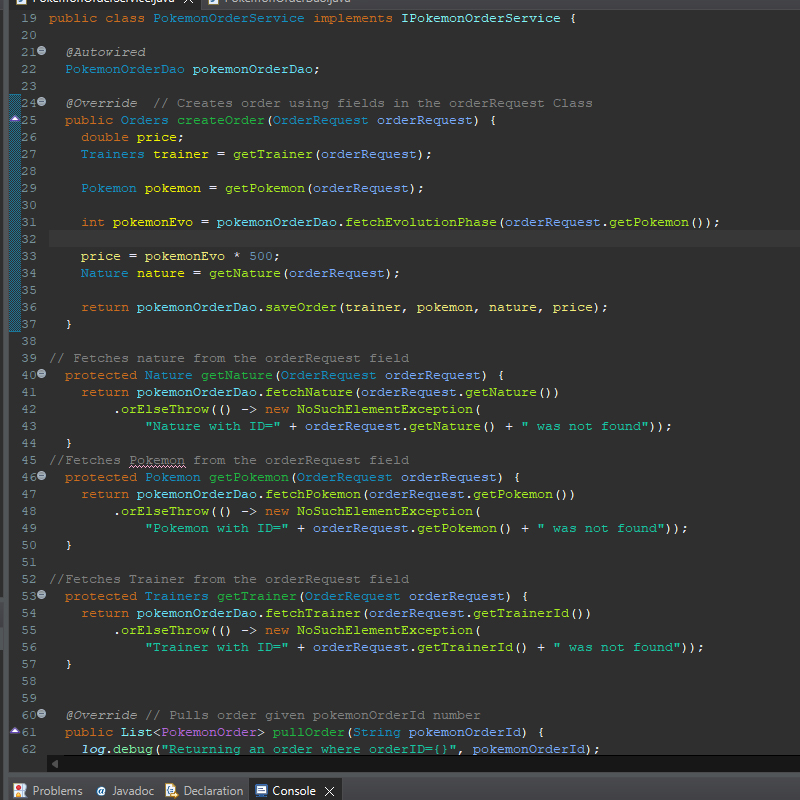 PokemonOrderService.java
PokemonOrderDao.java
19 public class PokemonOrderService implements IPokemonOrderService {
20
21 @Autowired
22 PokemonOrderDao pokemonOrderDao;
23
24 @Override // Creates order using fields in the orderRequest Class
25 public Orders createOrder(OrderRequest orderRequest) {
26 double price;
27 Trainers trainer = getTrainer(orderRequest);
28
29 Pokemon pokemon = getPokemon(orderRequest);
30
31 int pokemonEvo = pokemonOrderDao.fetchEvolutionPhase(orderRequest.getPokemon());
32
33 price = pokemonEvo * 500;
34 Nature nature = getNature(orderRequest);
35
36 return pokemonOrderDao.saveOrder(trainer, pokemon, nature, price);
37 }
38
39 // Fetches nature from the orderRequest field
40 protected Nature getNature(OrderRequest orderRequest) {
41 return pokemonOrderDao.fetchNature(orderRequest.getNature())
42 .orElseThrow(() -> new NoSuchElementException(
43 "Nature with ID=" + orderRequest.getNature() + " was not found"));
44 }
45 //Fetches Pokemon from the orderRequest field
46 protected Pokemon getPokemon(OrderRequest orderRequest) {
47 return pokemonOrderDao.fetchPokemon(orderRequest.getPokemon())
48 .orElseThrow(() -> new NoSuchElementException(
49 "Pokemon with ID=" + orderRequest.getPokemon() + " was not found"));
50 }
51
52 //Fetches Trainer from the orderRequest field
53 protected Trainers getTrainer(OrderRequest orderRequest) {
54 return pokemonOrderDao.fetchTrainer(orderRequest.getTrainerId())
55 .orElseThrow(() -> new NoSuchElementException(
56 "Trainer with ID=" + orderRequest.getTrainerId() + " was not found"));
57 }
58
59
60 @Override // Pulls order given pokemonOrderId number
61 public List<PokemonOrder> pullOrder(String pokemonOrderId) {
62 log.debug("Returning an order where orderID={}", pokemonOrderId);
Problems @ Javadoc Declaration Console